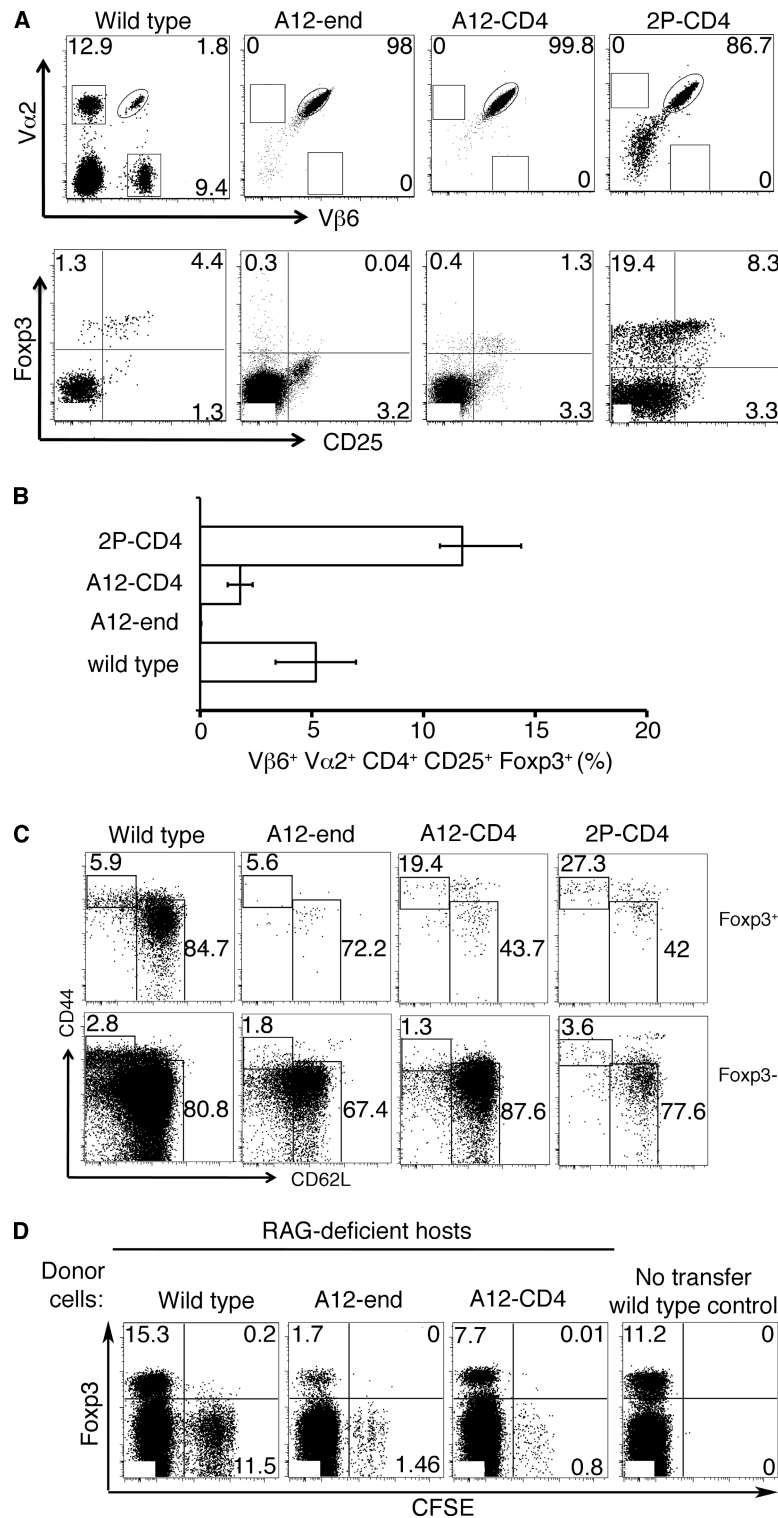 A
Wild type A12-end A12-CD4 2P-CD4
12.9 1.8 0 98 0 99.8 0 86.7
Vα2
9.4 0 0 0
Vβ6
1.3 4.4 0.3 0.04 0.4 1.3 19.4 8.3
Foxp3
1.3 3.2 3.3 3.3
CD25
B
2P-CD4
A12-CD4
A12-end
wild type
0 5 10 15 20
Vβ6⁺ Vα2⁺ CD4⁺ CD25⁺ Foxp3⁺ (%)
C
Wild type A12-end A12-CD4 2P-CD4
5.9 5.6 19.4 27.3
Foxp3⁺
84.7 72.2 43.7 42
CD44
2.8 1.8 1.3 3.6
Foxp3-
80.8 67.4 87.6 77.6
CD62L
D
RAG-deficient hosts
Donor cells:
Wild type A12-end A12-CD4
No transfer
wild type control
15.3 0.2 1.7 0 7.7 0.01 11.2 0
Foxp3
11.5 1.46 0.8 0
CFSE